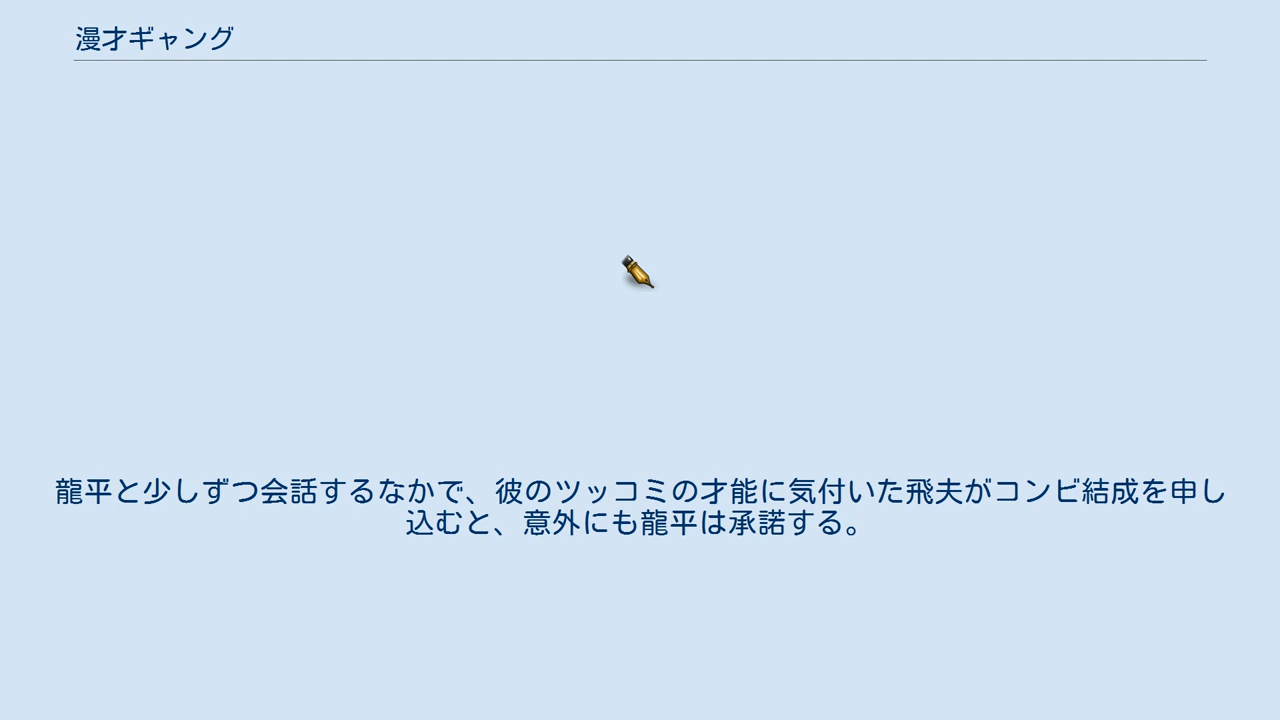 漫才ギャング
龍平と少しずつ会話するなかで、彼のツッコミの才能に気付いた飛夫がコンビ結成を申し
込むと、意外にも龍平は承諾する。